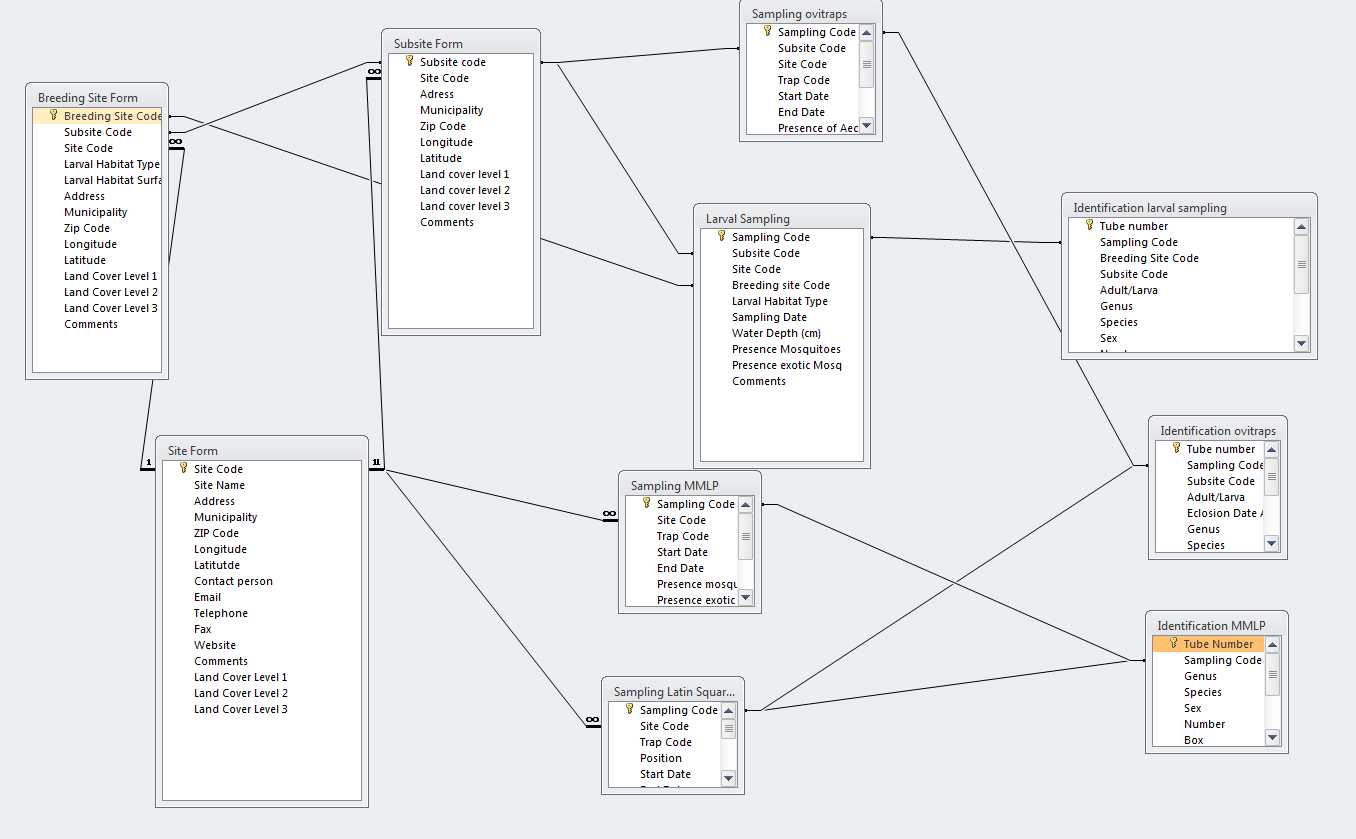 Sampling ovitraps
Sampling Code
Subsite Code
Site Code
Trap Code
Start Date
End Date
Presence of Aec
Subsite Form
Subsite code
Site Code
Adress
Municipality
Zip Code
Longitude
Latitude
Land cover level 1
Land cover level 2
Land cover level 3
Comments
∞
Breeding Site Form
Breeding Site Code
Subsite Code
Site Code
Larval Habitat Type
Larval Habitat Surfa
Address
Municipality
Zip Code
Longitude
Latitude
Land Cover Level 1
Land Cover Level 2
Land Cover Level 3
Comments
∞
Larval Sampling
Sampling Code
Subsite Code
Site Code
Breeding site Code
Larval Habitat Type
Sampling Date
Water Depth (cm)
Presence Mosquitoes
Presence exotic Mosq
Comments
Identification larval sampling
Tube number
Sampling Code
Breeding Site Code
Subsite Code
Adult/Larva
Genus
Species
Sex
Identification ovitraps
Tube number
Sampling Code
Subsite Code
Adult/Larva
Eclosion Date A
Genus
Species
1
Site Form
Site Code
Site Name
Address
Municipality
ZIP Code
Longitude
Latitutde
Contact person
Email
Telephone
Fax
Website
Comments
Land Cover Level 1
Land Cover Level 2
Land Cover Level 3
11
Sampling MMLP
Sampling Code
Site Code
Trap Code
Start Date
End Date
Presence mosqu
Presence exotic
∞
Identification MMLP
Tube Number
Sampling Code
Genus
Species
Sex
Number
Box
Sampling Latin Squar...
Sampling Code
Site Code
Trap Code
Position
Start Date
∞